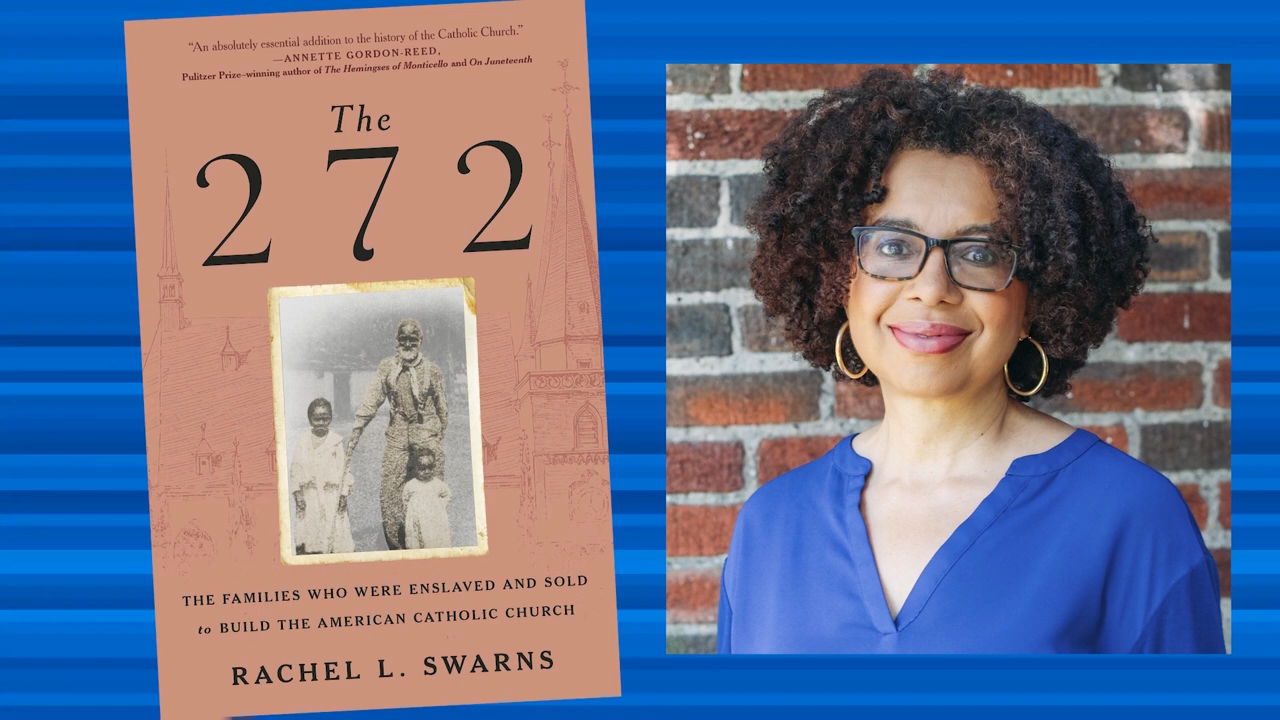 “An absolutely essential addition to the history of the Catholic Church.”
—ANNETTE GORDON-REED,
Pulitzer Prize–winning author of The Hemingses of Monticello and On Juneteenth
The
272
THE FAMILIES WHO WERE ENSLAVED AND SOLD
to BUILD THE AMERICAN CATHOLIC CHURCH
RACHEL L. SWARNS